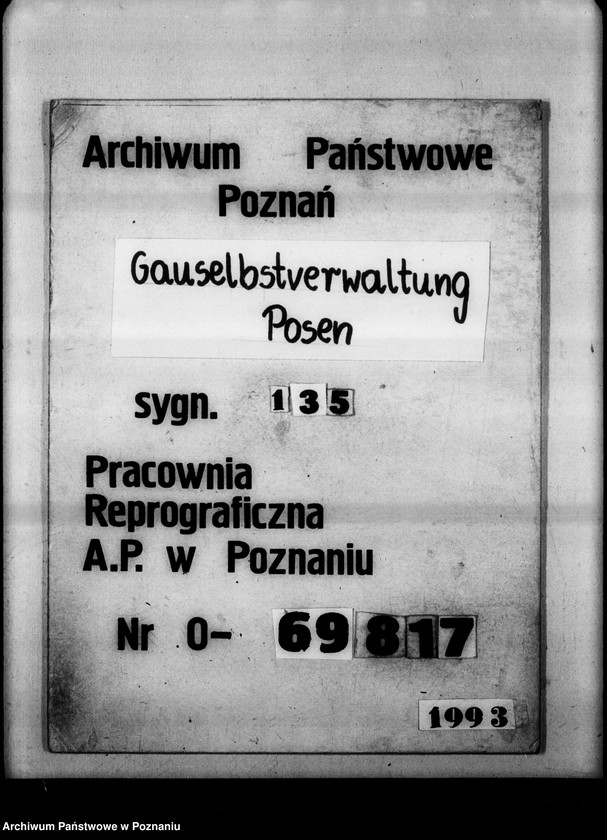 Archiwum Państwowe
Poznań
Gauselbstverwaltung
Posen
sygn. 135
Pracownia
Reprograficzna
A.P. w Poznaniu
Nr 0- 69817
1993
Archiwum Państwowe w Poznaniu